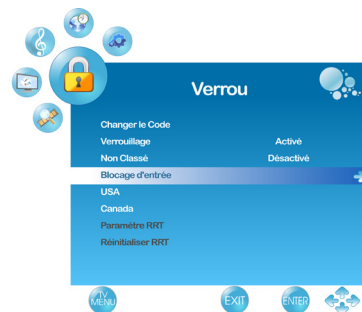 Verrou
Changer le Code
Verrouillage Activé
Non Classé Désactivé
Blocage d'entrée
USA
Canada
Paramètre RRT
Réinitialiser RRT
TV MENU EXIT ENTER